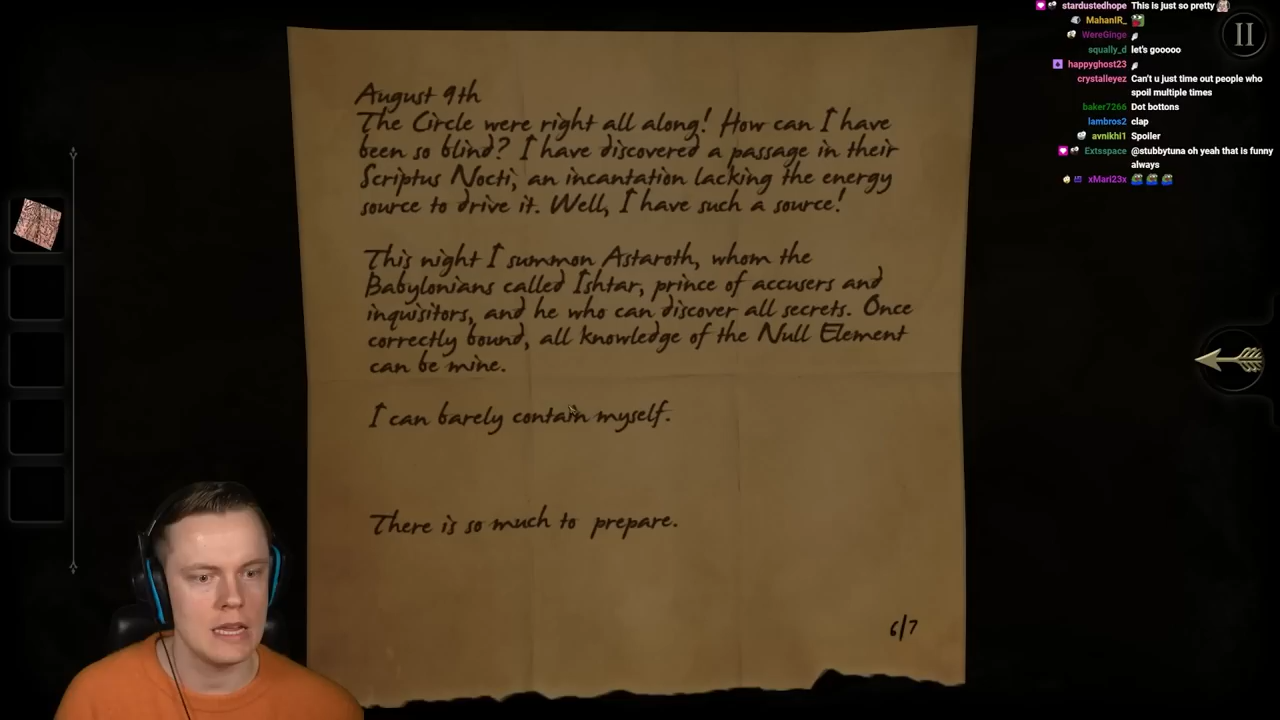 August 9th
The Circle were right all along! How can I have
been so blind? I have discovered a passage in their
Scriptus Nocti, an incantation lacking the energy
source to drive it. Well, I have such a source!
This night I summon Astaroth, whom the
Babylonians called Ishtar, prince of accusers and
inquisitors, and he who can discover all secrets. Once
correctly bound, all knowledge of the Null Element
can be mine.
I can barely contain myself.
There is so much to prepare.
6/7
stardustedhope This is just so pretty
MahanIR_
WereGinge
squally_d let's gooooo
happyghost23
crystalleyez Can't u just time out people who
spoil multiple times
baker7266 Dot bottons
lambros2 clap
avnikhi1 Spoiler
Extsspace @stubbytuna oh yeah that is funny
always
xMari23x